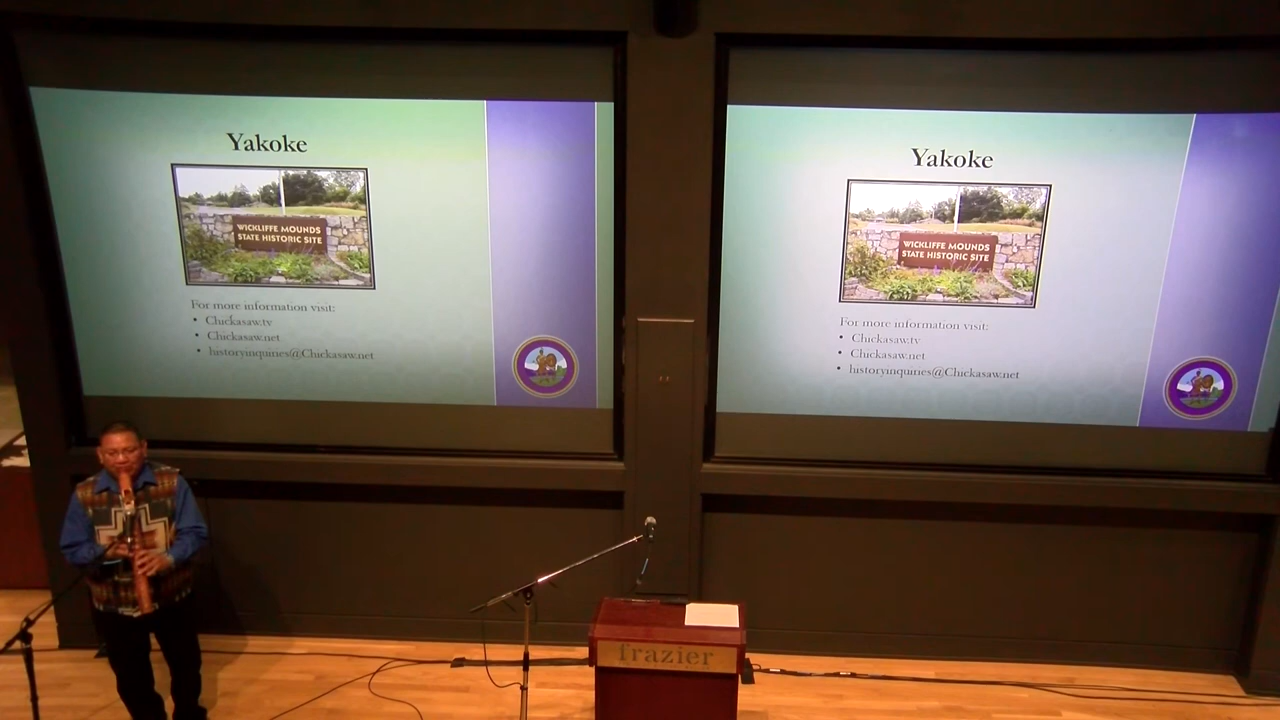 Yakoke
WICKLIFFE MOUNDS
STATE HISTORIC SITE
For more information visit:
• Chickasaw.tv
• Chickasaw.net
• historyinquiries@Chickasaw.net
Yakoke
WICKLIFFE MOUNDS
STATE HISTORIC SITE
For more information visit:
• Chickasaw.tv
• Chickasaw.net
• historyinquiries@Chickasaw.net
frazier